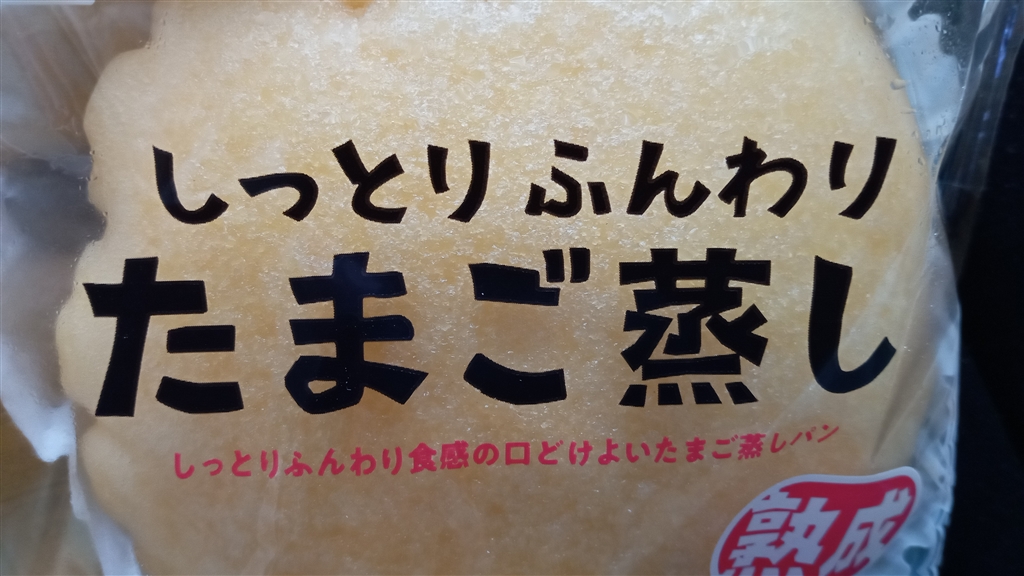 しっとりふんわり
たまご蒸し
しっとりふんわり食感の口どけよいたまご蒸しパン
熟成